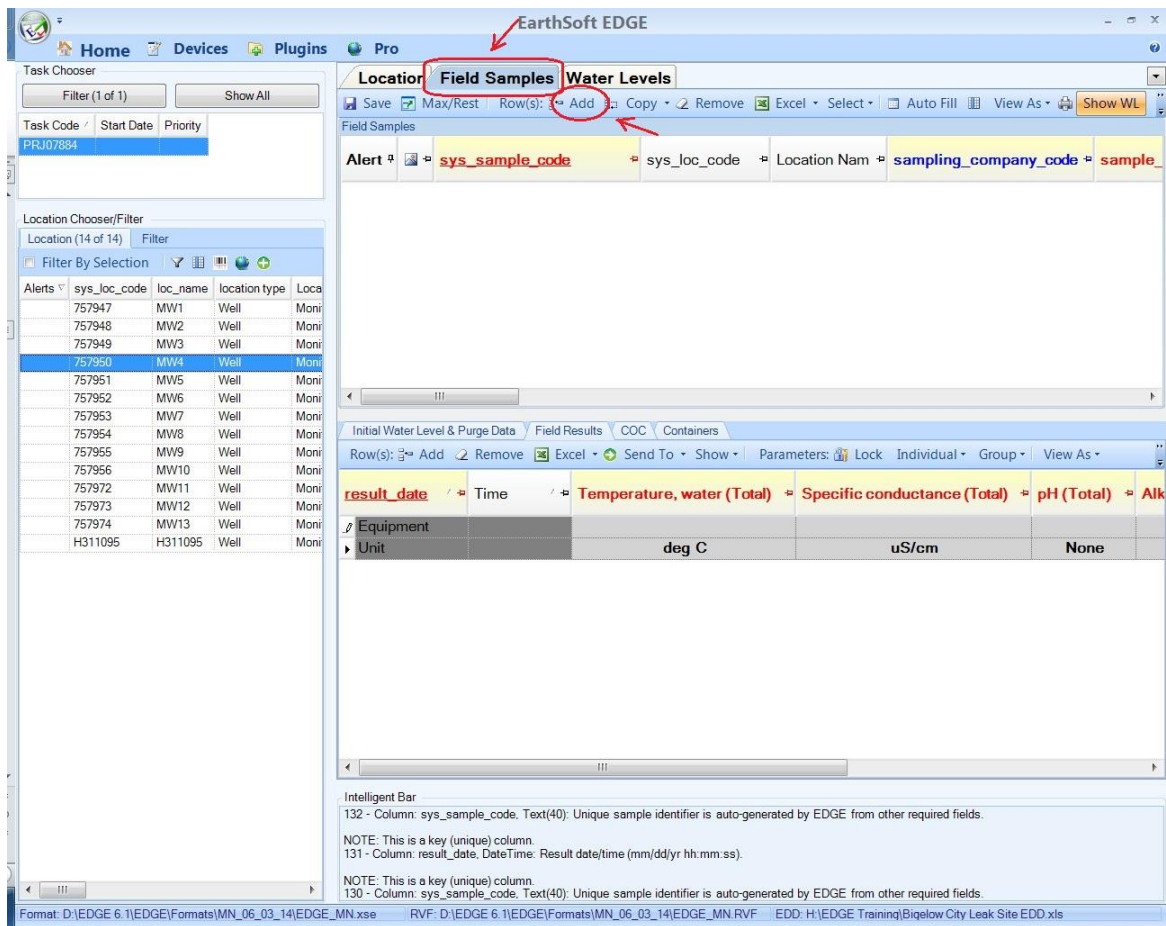 EarthSoft EDGE
Home Devices Plugins Pro
Task Chooser
Filter (1 of 1) Show All
Task Code Start Date Priority
PRJ07884
Location Chooser/Filter
Location (14 of 14) Filter
Filter By Selection
Alerts sys_loc_code loc_name location type Loca
757947 MW1 Well Moni
757948 MW2 Well Moni
757949 MW3 Well Moni
757950 MW4 Well Moni
757951 MW5 Well Moni
757952 MW6 Well Moni
757953 MW7 Well Moni
757954 MW8 Well Moni
757955 MW9 Well Moni
757956 MW10 Well Moni
757972 MW11 Well Moni
757973 MW12 Well Moni
757974 MW13 Well Moni
H311095 H311095 Well Moni
Location Field Samples Water Levels
Save Max/Rest Row(s): Add Copy Remove Excel Select Auto Fill View As Show WL
Field Samples
Alert sys_sample_code sys_loc_code Location Nam sampling_company_code sample_
Initial Water Level & Purge Data Field Results COC Containers
Row(s): Add Remove Excel Send To Show Parameters: Lock Individual Group View As
result_date Time Temperature, water (Total) Specific conductance (Total) pH (Total) Alk
Equipment
Unit deg C uS/cm None
Intelligent Bar
132 - Column: sys_sample_code, Text(40): Unique sample identifier is auto-generated by EDGE from other required fields.
NOTE: This is a key (unique) column.
131 - Column: result_date, DateTime: Result date/time (mm/dd/yr hh:mm:ss).
NOTE: This is a key (unique) column.
130 - Column: sys_sample_code, Text(40): Unique sample identifier is auto-generated by EDGE from other required fields.
Format: D:\EDGE 6.1\EDGE\Formats\MN_06_03_14\EDGE_MN.xse RVF: D:\EDGE 6.1\EDGE\Formats\MN_06_03_14\EDGE_MN.RVF EDD: H:\EDGE Training\Bigelow City Leak Site EDD.xls